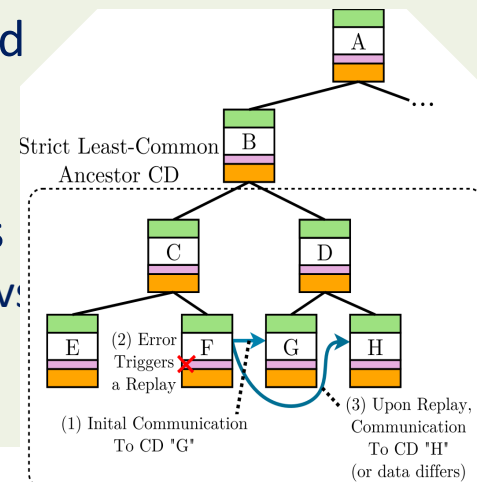 d
A
...
B
Strict Least-Common
Ancestor CD
s
C
D
vs
E
(2) Error
Triggers
a Replay
F
G
H
(1) Inital Communication
To CD "G"
(3) Upon Replay,
Communication
To CD "H"
(or data differs)